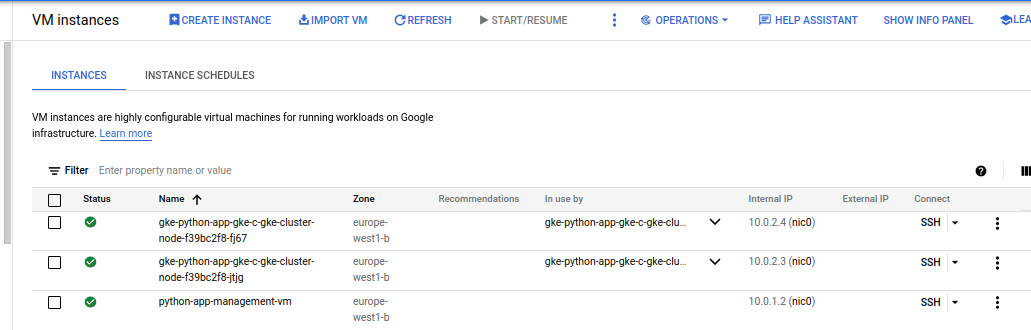 VM instances CREATE INSTANCE IMPORT VM REFRESH START/RESUME OPERATIONS HELP ASSISTANT SHOW INFO PANEL LEA
INSTANCES INSTANCE SCHEDULES
VM instances are highly configurable virtual machines for running workloads on Google
infrastructure. Learn more
Filter Enter property name or value
Status Name Zone Recommendations In use by Internal IP External IP Connect
gke-python-app-gke-c-gke-cluster- europe- gke-python-app-gke-c-gke-clu... 10.0.2.4 (nic0) SSH
node-f39bc2f8-fj67 west1-b
gke-python-app-gke-c-gke-cluster- europe- gke-python-app-gke-c-gke-clu... 10.0.2.3 (nic0) SSH
node-f39bc2f8-jtjg west1-b
python-app-management-vm europe- 10.0.1.2 (nic0) SSH
west1-b